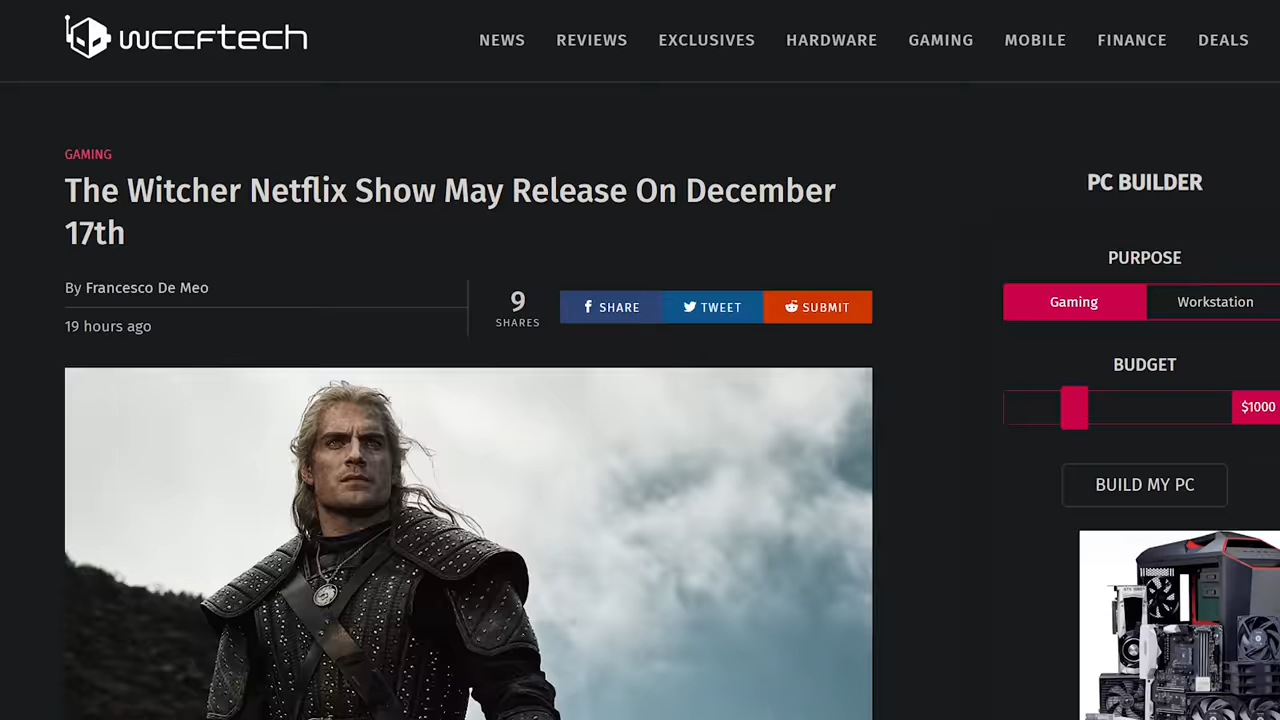 wccftech
NEWS REVIEWS EXCLUSIVES HARDWARE GAMING MOBILE FINANCE DEALS
GAMING
The Witcher Netflix Show May Release On December
17th
By Francesco De Meo
19 hours ago
9
SHARES
SHARE TWEET SUBMIT
PC BUILDER
PURPOSE
Gaming Workstation
BUDGET
$1000
BUILD MY PC